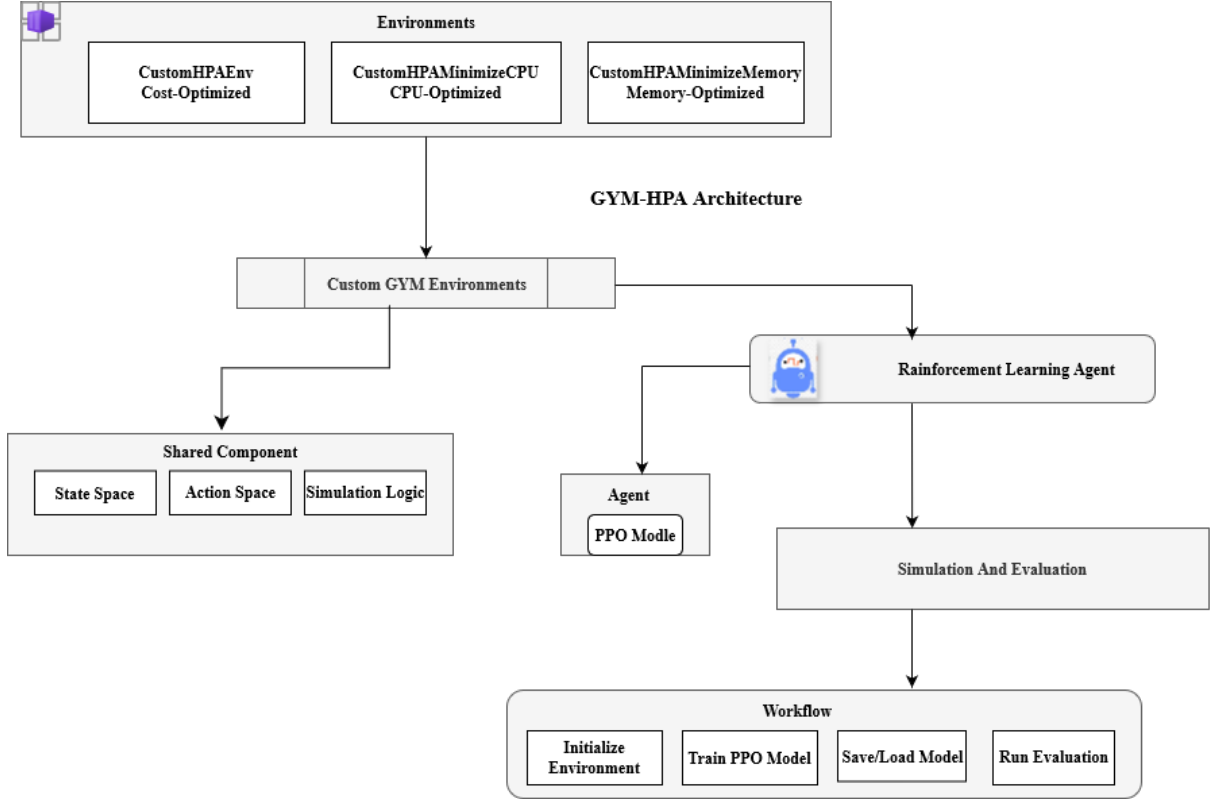 Environments
CustomHPAEnv
Cost-Optimized
CustomHPAMinimizeCPU
CPU-Optimized
CustomHPAMinimizeMemory
Memory-Optimized
GYM-HPA Architecture
Custom GYM Environments
Rainforcement Learning Agent
Shared Component
State Space
Action Space
Simulation Logic
Agent
PPO Modle
Simulation And Evaluation
Workflow
Initialize
Environment
Train PPO Model
Save/Load Model
Run Evaluation